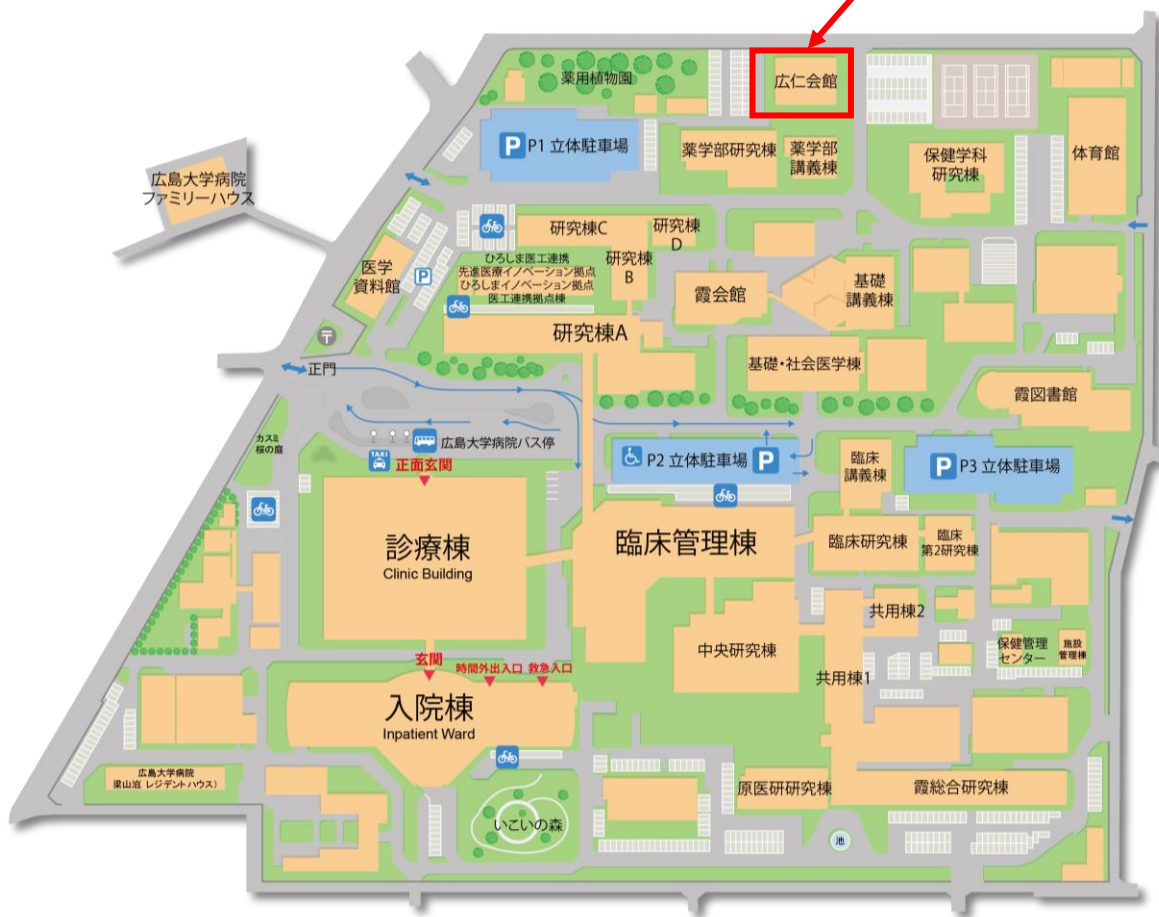 広仁会館
薬用植物園
P P1 立体駐車場
薬学部研究棟
薬学部
講義棟
保健学科
研究棟
体育館
広島大学病院
ファミリーハウス
研究棟C
研究棟
D
研究棟
B
ひろしま医工連携
先進医療イノベーション拠点
ひろしまイノベーション拠点
医工連携拠点棟
医学
資料館
P
霞会館
基礎
講義棟
研究棟A
〒
正門
基礎・社会医学棟
霞図書館
カスミ
桜の庭
広島大学病院バス停
TAXI
正面玄関
P2 立体駐車場 P
臨床
講義棟
P P3 立体駐車場
診療棟
Clinic Building
臨床管理棟
臨床研究棟
臨床
第2研究棟
共用棟2
中央研究棟
保健管理
センター
施設
管理棟
共用棟1
玄関
時間外出入口
救急入口
入院棟
Inpatient Ward
広島大学病院
梁山泊(レジデントハウス)
原医研研究棟
霞総合研究棟
いこいの森
池